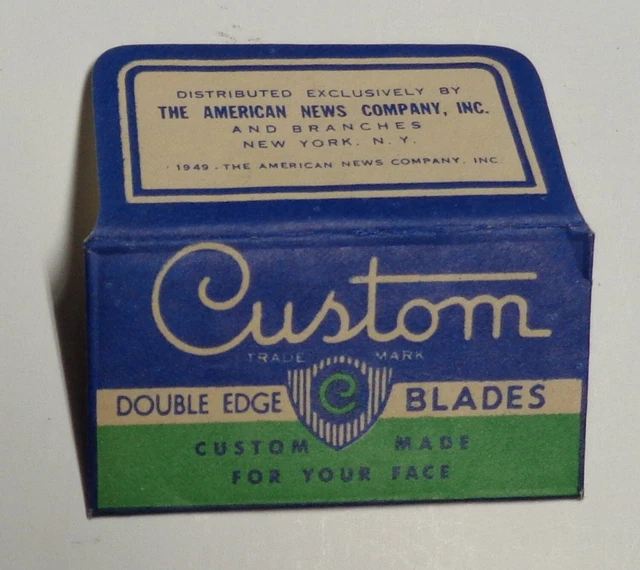 DISTRIBUTED EXCLUSIVELY BY
THE AMERICAN NEWS COMPANY, INC.
AND BRANCHES
NEW YORK, N.Y.
1949 - THE AMERICAN NEWS COMPANY, INC.
Custom
TRADE MARK
DOUBLE EDGE C BLADES
CUSTOM MADE
FOR YOUR FACE